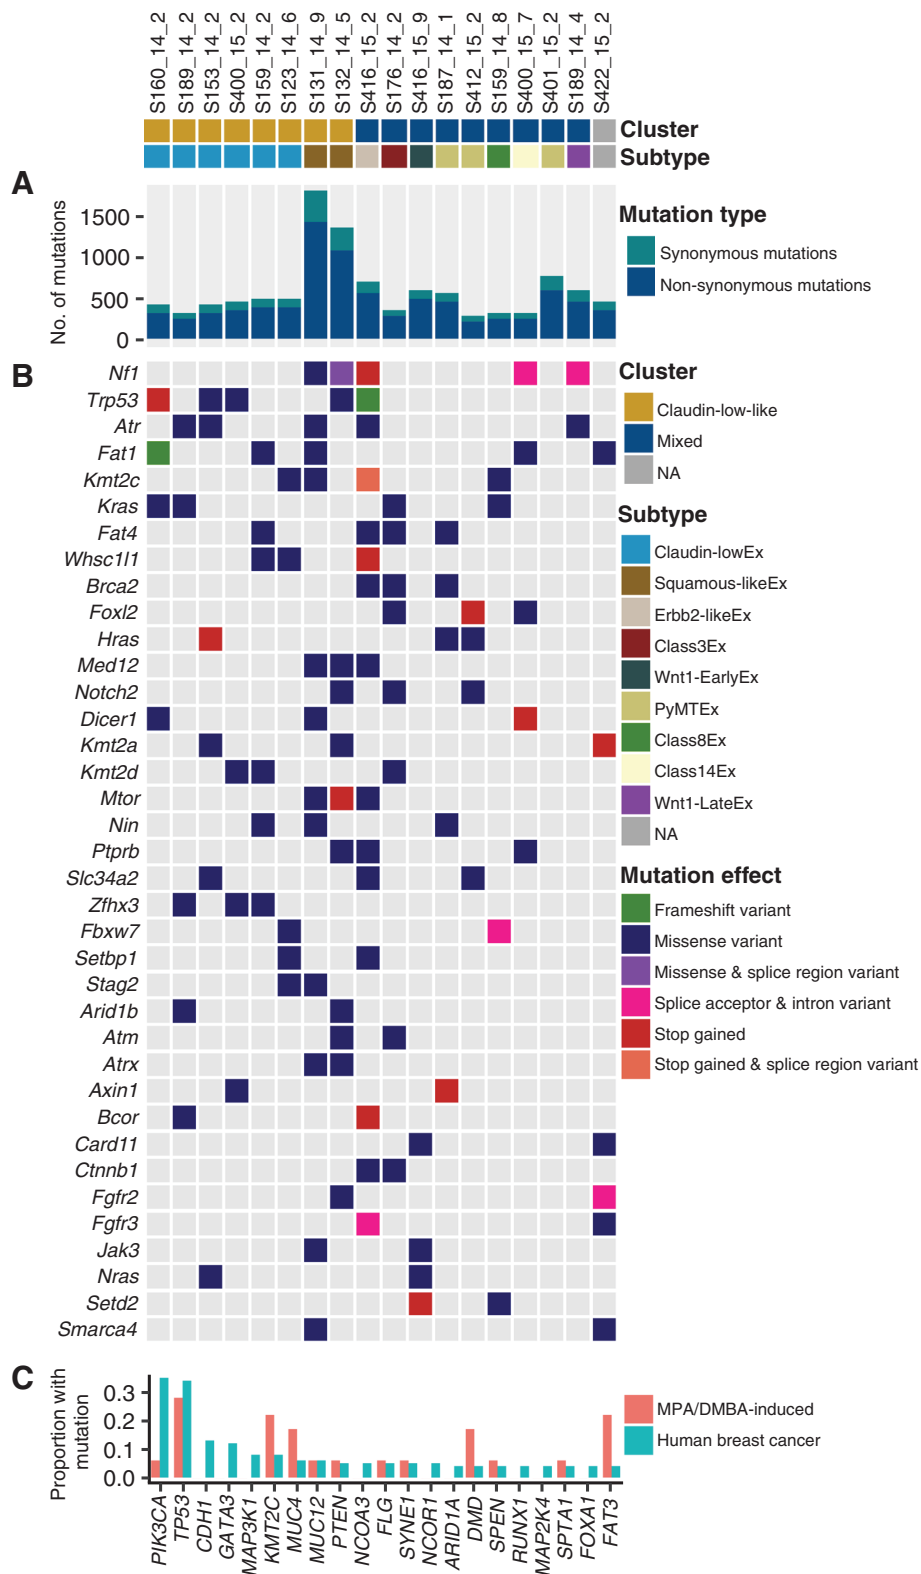 S160_14_2
S189_14_2
S153_14_2
S400_15_2
S159_14_2
S123_14_6
S131_14_9
S132_14_5
S416_15_2
S176_14_2
S416_15_9
S187_14_1
S412_15_2
S159_14_8
S400_15_7
S401_15_2
S189_14_4
S422_15_2
Cluster
Subtype
A
No. of mutations
1500
1000
500
0
Mutation type
Synonymous mutations
Non-synonymous mutations
B
Nf1
Trp53
Atr
Fat1
Kmt2c
Kras
Fat4
Whsc1l1
Brca2
Foxl2
Hras
Med12
Notch2
Dicer1
Kmt2a
Kmt2d
Mtor
Nin
Ptprb
Slc34a2
Zfhx3
Fbxw7
Setbp1
Stag2
Arid1b
Atm
Atrx
Axin1
Bcor
Card11
Ctnnb1
Fgfr2
Fgfr3
Jak3
Nras
Setd2
Smarca4
Cluster
Claudin-low-like
Mixed
NA
Subtype
Claudin-lowEx
Squamous-likeEx
Erbb2-likeEx
Class3Ex
Wnt1-EarlyEx
PyMTEx
Class8Ex
Class14Ex
Wnt1-LateEx
NA
Mutation effect
Frameshift variant
Missense variant
Missense & splice region variant
Splice acceptor & intron variant
Stop gained
Stop gained & splice region variant
C
Proportion with
mutation
0.3
0.2
0.1
0.0
PIK3CA
TP53
CDH1
GATA3
MAP3K1
KMT2C
MUC4
MUC12
PTEN
NCOA3
FLG
SYNE1
NCOR1
ARID1A
DMD
SPEN
RUNX1
MAP2K4
SPTA1
FOXA1
FAT3
MPA/DMBA-induced
Human breast cancer